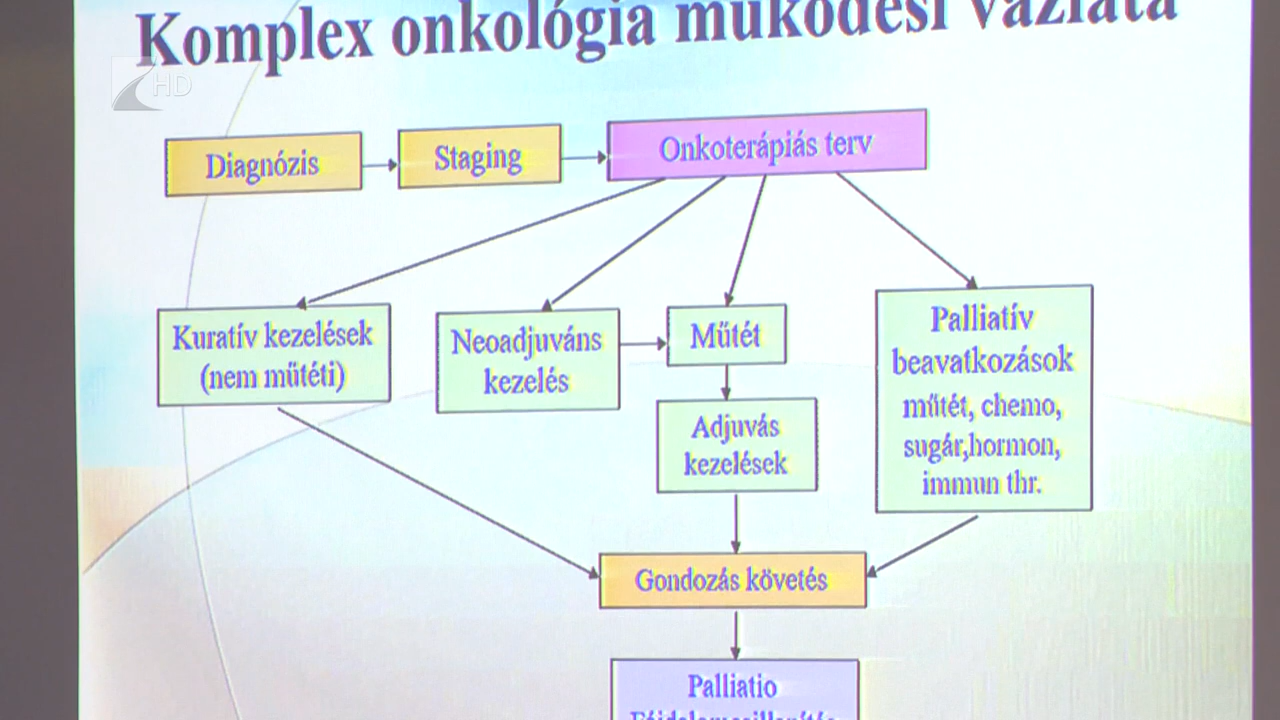 Komplex onkológia működési vázlata
HD
Diagnózis
Staging
Onkoterápiás terv
Kuratív kezelések
(nem műtéti)
Neoadjuváns
kezelés
Műtét
Adjuvás
kezelések
Palliatív
beavatkozások
műtét, chemo,
sugár,hormon,
immun thr.
Gondozás követés
Palliatio
Fájdalomcsillapítás